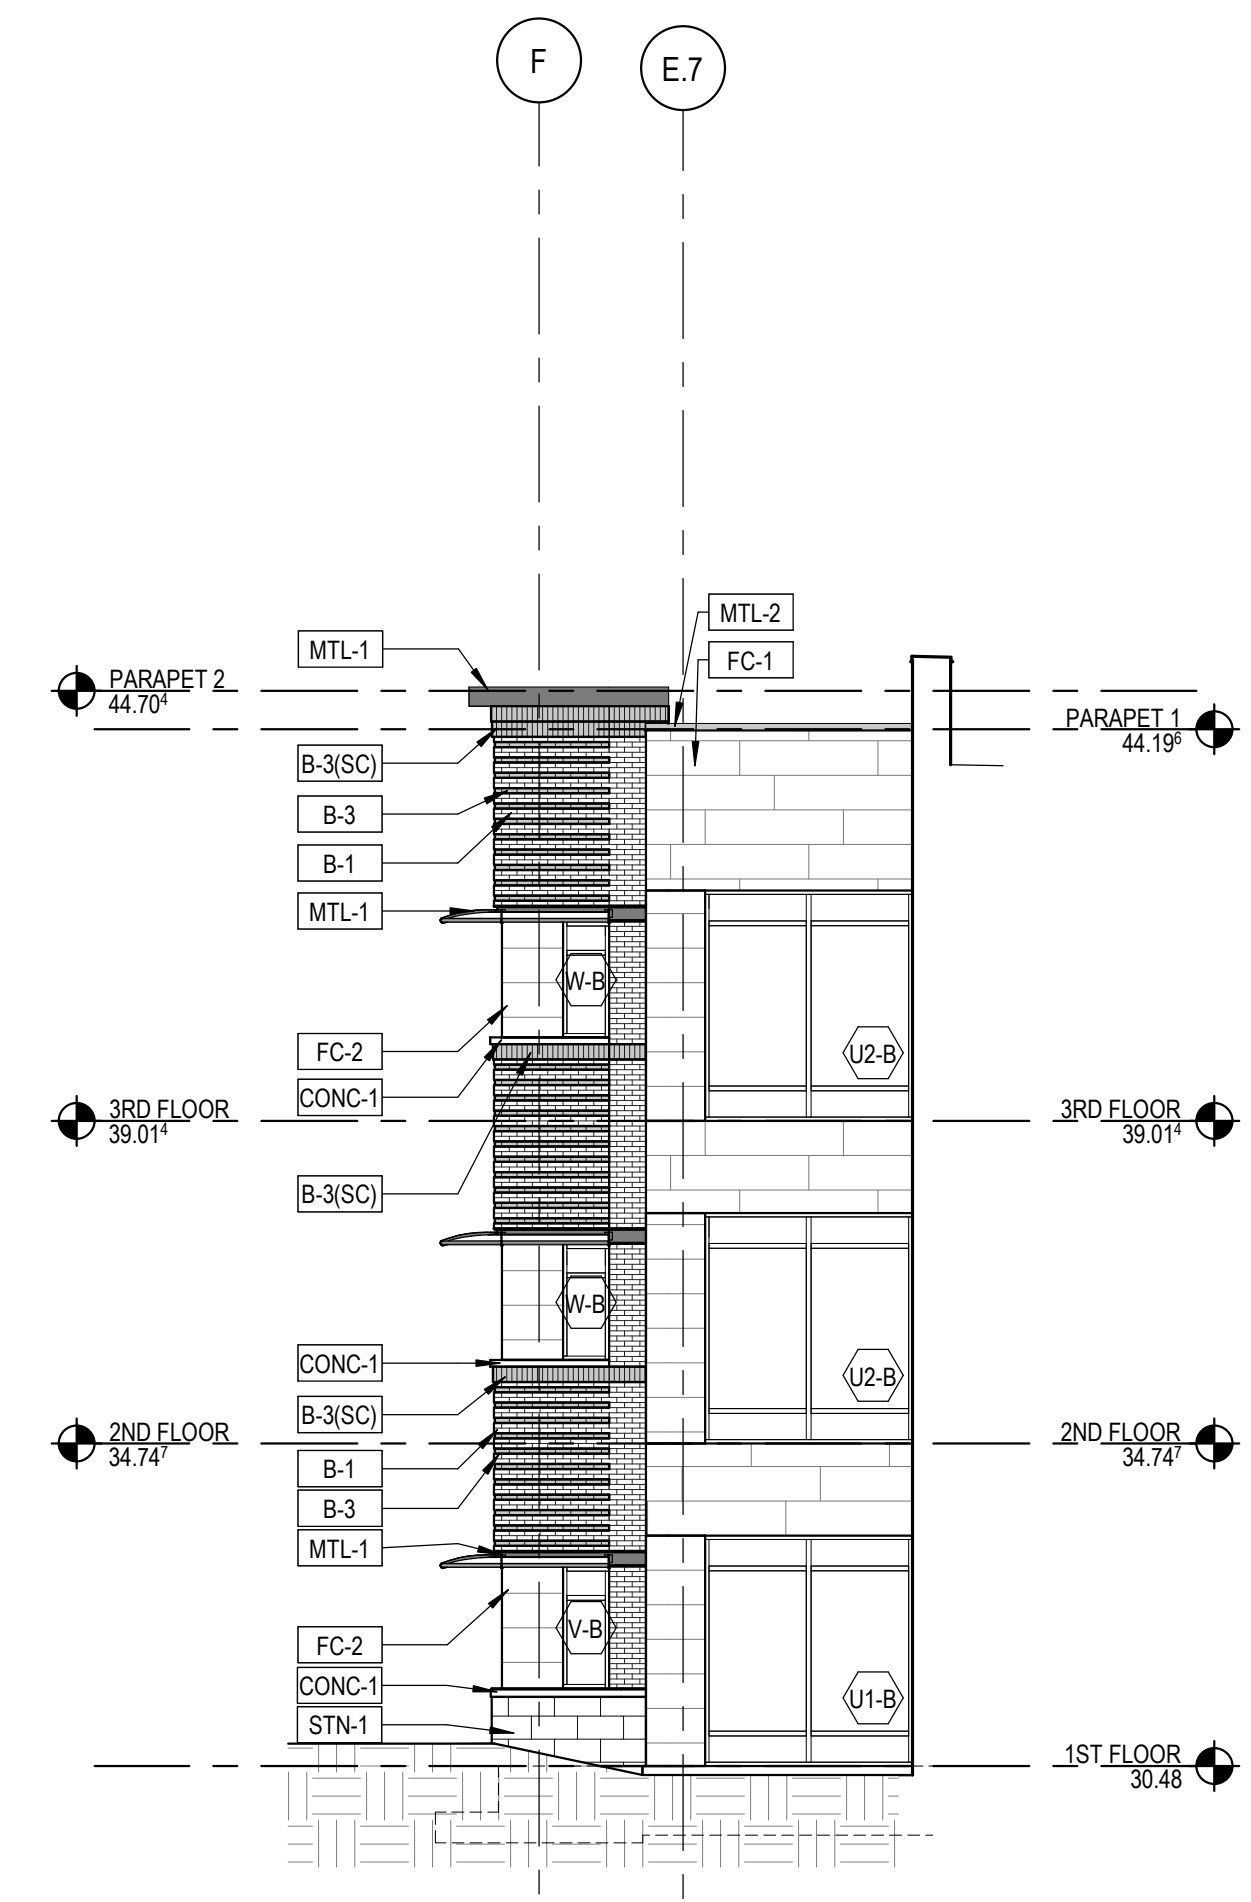 F
E.7
MTL-2
MTL-1
FC-1
PARAPET 2
44.70⁴
PARAPET 1
44.19⁶
B-3(SC)
B-3
B-1
MTL-1
W-B
FC-2
U2-B
CONC-1
3RD FLOOR
39.01⁴
3RD FLOOR
39.01⁴
B-3(SC)
W-B
CONC-1
U2-B
B-3(SC)
2ND FLOOR
34.74⁷
2ND FLOOR
34.74⁷
B-1
B-3
MTL-1
V-B
FC-2
CONC-1
U1-B
STN-1
1ST FLOOR
30.48